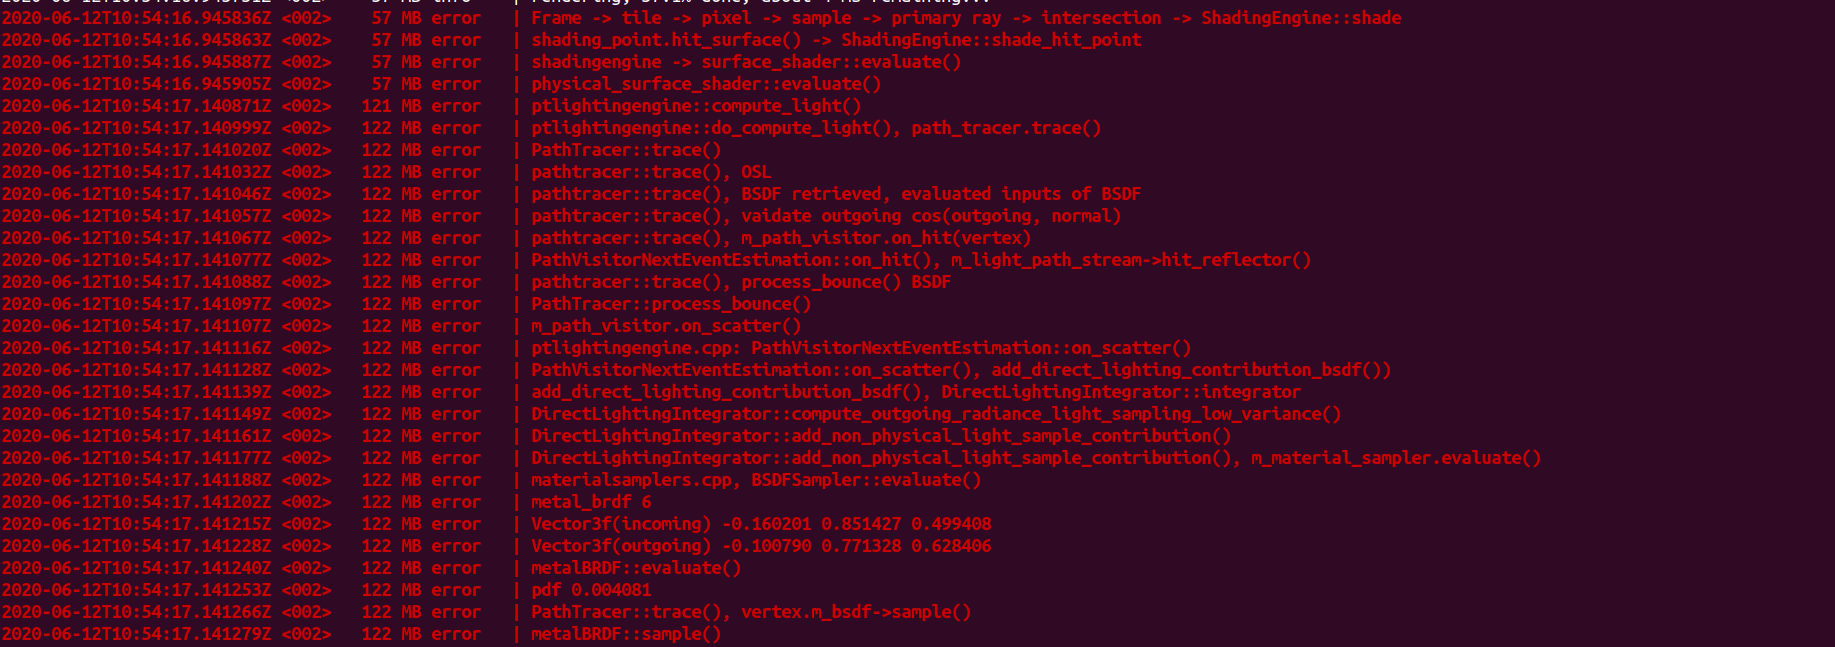 2020-06-12T10:54:16.945836Z <002>    57 MB error   | Frame -> tile -> pixel -> sample -> primary ray -> intersection -> ShadingEngine::shade
2020-06-12T10:54:16.945863Z <002>    57 MB error   | shading_point.hit_surface() -> ShadingEngine::shade_hit_point
2020-06-12T10:54:16.945887Z <002>    57 MB error   | shadingengine -> surface_shader::evaluate()
2020-06-12T10:54:16.945905Z <002>    57 MB error   | physical_surface_shader::evaluate()
2020-06-12T10:54:17.140871Z <002>   121 MB error   | ptlightingengine::compute_light()
2020-06-12T10:54:17.140999Z <002>   122 MB error   | ptlightingengine::do_compute_light(), path_tracer.trace()
2020-06-12T10:54:17.141020Z <002>   122 MB error   | PathTracer::trace()
2020-06-12T10:54:17.141032Z <002>   122 MB error   | pathtracer::trace(), OSL
2020-06-12T10:54:17.141046Z <002>   122 MB error   | pathtracer::trace(), BSDF retrieved, evaluated inputs of BSDF
2020-06-12T10:54:17.141057Z <002>   122 MB error   | pathtracer::trace(), vaidate outgoing cos(outgoing, normal)
2020-06-12T10:54:17.141067Z <002>   122 MB error   | pathtracer::trace(), m_path_visitor.on_hit(vertex)
2020-06-12T10:54:17.141077Z <002>   122 MB error   | PathVisitorNextEventEstimation::on_hit(), m_light_path_stream->hit_reflector()
2020-06-12T10:54:17.141088Z <002>   122 MB error   | pathtracer::trace(), process_bounce() BSDF
2020-06-12T10:54:17.141097Z <002>   122 MB error   | PathTracer::process_bounce()
2020-06-12T10:54:17.141107Z <002>   122 MB error   | m_path_visitor.on_scatter()
2020-06-12T10:54:17.141116Z <002>   122 MB error   | ptlightingengine.cpp: PathVisitorNextEventEstimation::on_scatter()
2020-06-12T10:54:17.141128Z <002>   122 MB error   | PathVisitorNextEventEstimation::on_scatter(), add_direct_lighting_contribution_bsdf())
2020-06-12T10:54:17.141139Z <002>   122 MB error   | add_direct_lighting_contribution_bsdf(), DirectLightingIntegrator::integrator
2020-06-12T10:54:17.141149Z <002>   122 MB error   | DirectLightingIntegrator::compute_outgoing_radiance_light_sampling_low_variance()
2020-06-12T10:54:17.141161Z <002>   122 MB error   | DirectLightingIntegrator::add_non_physical_light_sample_contribution()
2020-06-12T10:54:17.141177Z <002>   122 MB error   | DirectLightingIntegrator::add_non_physical_light_sample_contribution(), m_material_sampler.evaluate()
2020-06-12T10:54:17.141188Z <002>   122 MB error   | materialsamplers.cpp, BSDFSampler::evaluate()
2020-06-12T10:54:17.141202Z <002>   122 MB error   | metal_brdf 6
2020-06-12T10:54:17.141215Z <002>   122 MB error   | Vector3f(incoming) -0.160201 0.851427 0.499408
2020-06-12T10:54:17.141228Z <002>   122 MB error   | Vector3f(outgoing) -0.100790 0.771328 0.628406
2020-06-12T10:54:17.141240Z <002>   122 MB error   | metalBRDF::evaluate()
2020-06-12T10:54:17.141253Z <002>   122 MB error   | pdf 0.004081
2020-06-12T10:54:17.141266Z <002>   122 MB error   | PathTracer::trace(), vertex.m_bsdf->sample()
2020-06-12T10:54:17.141279Z <002>   122 MB error   | metalBRDF::sample()